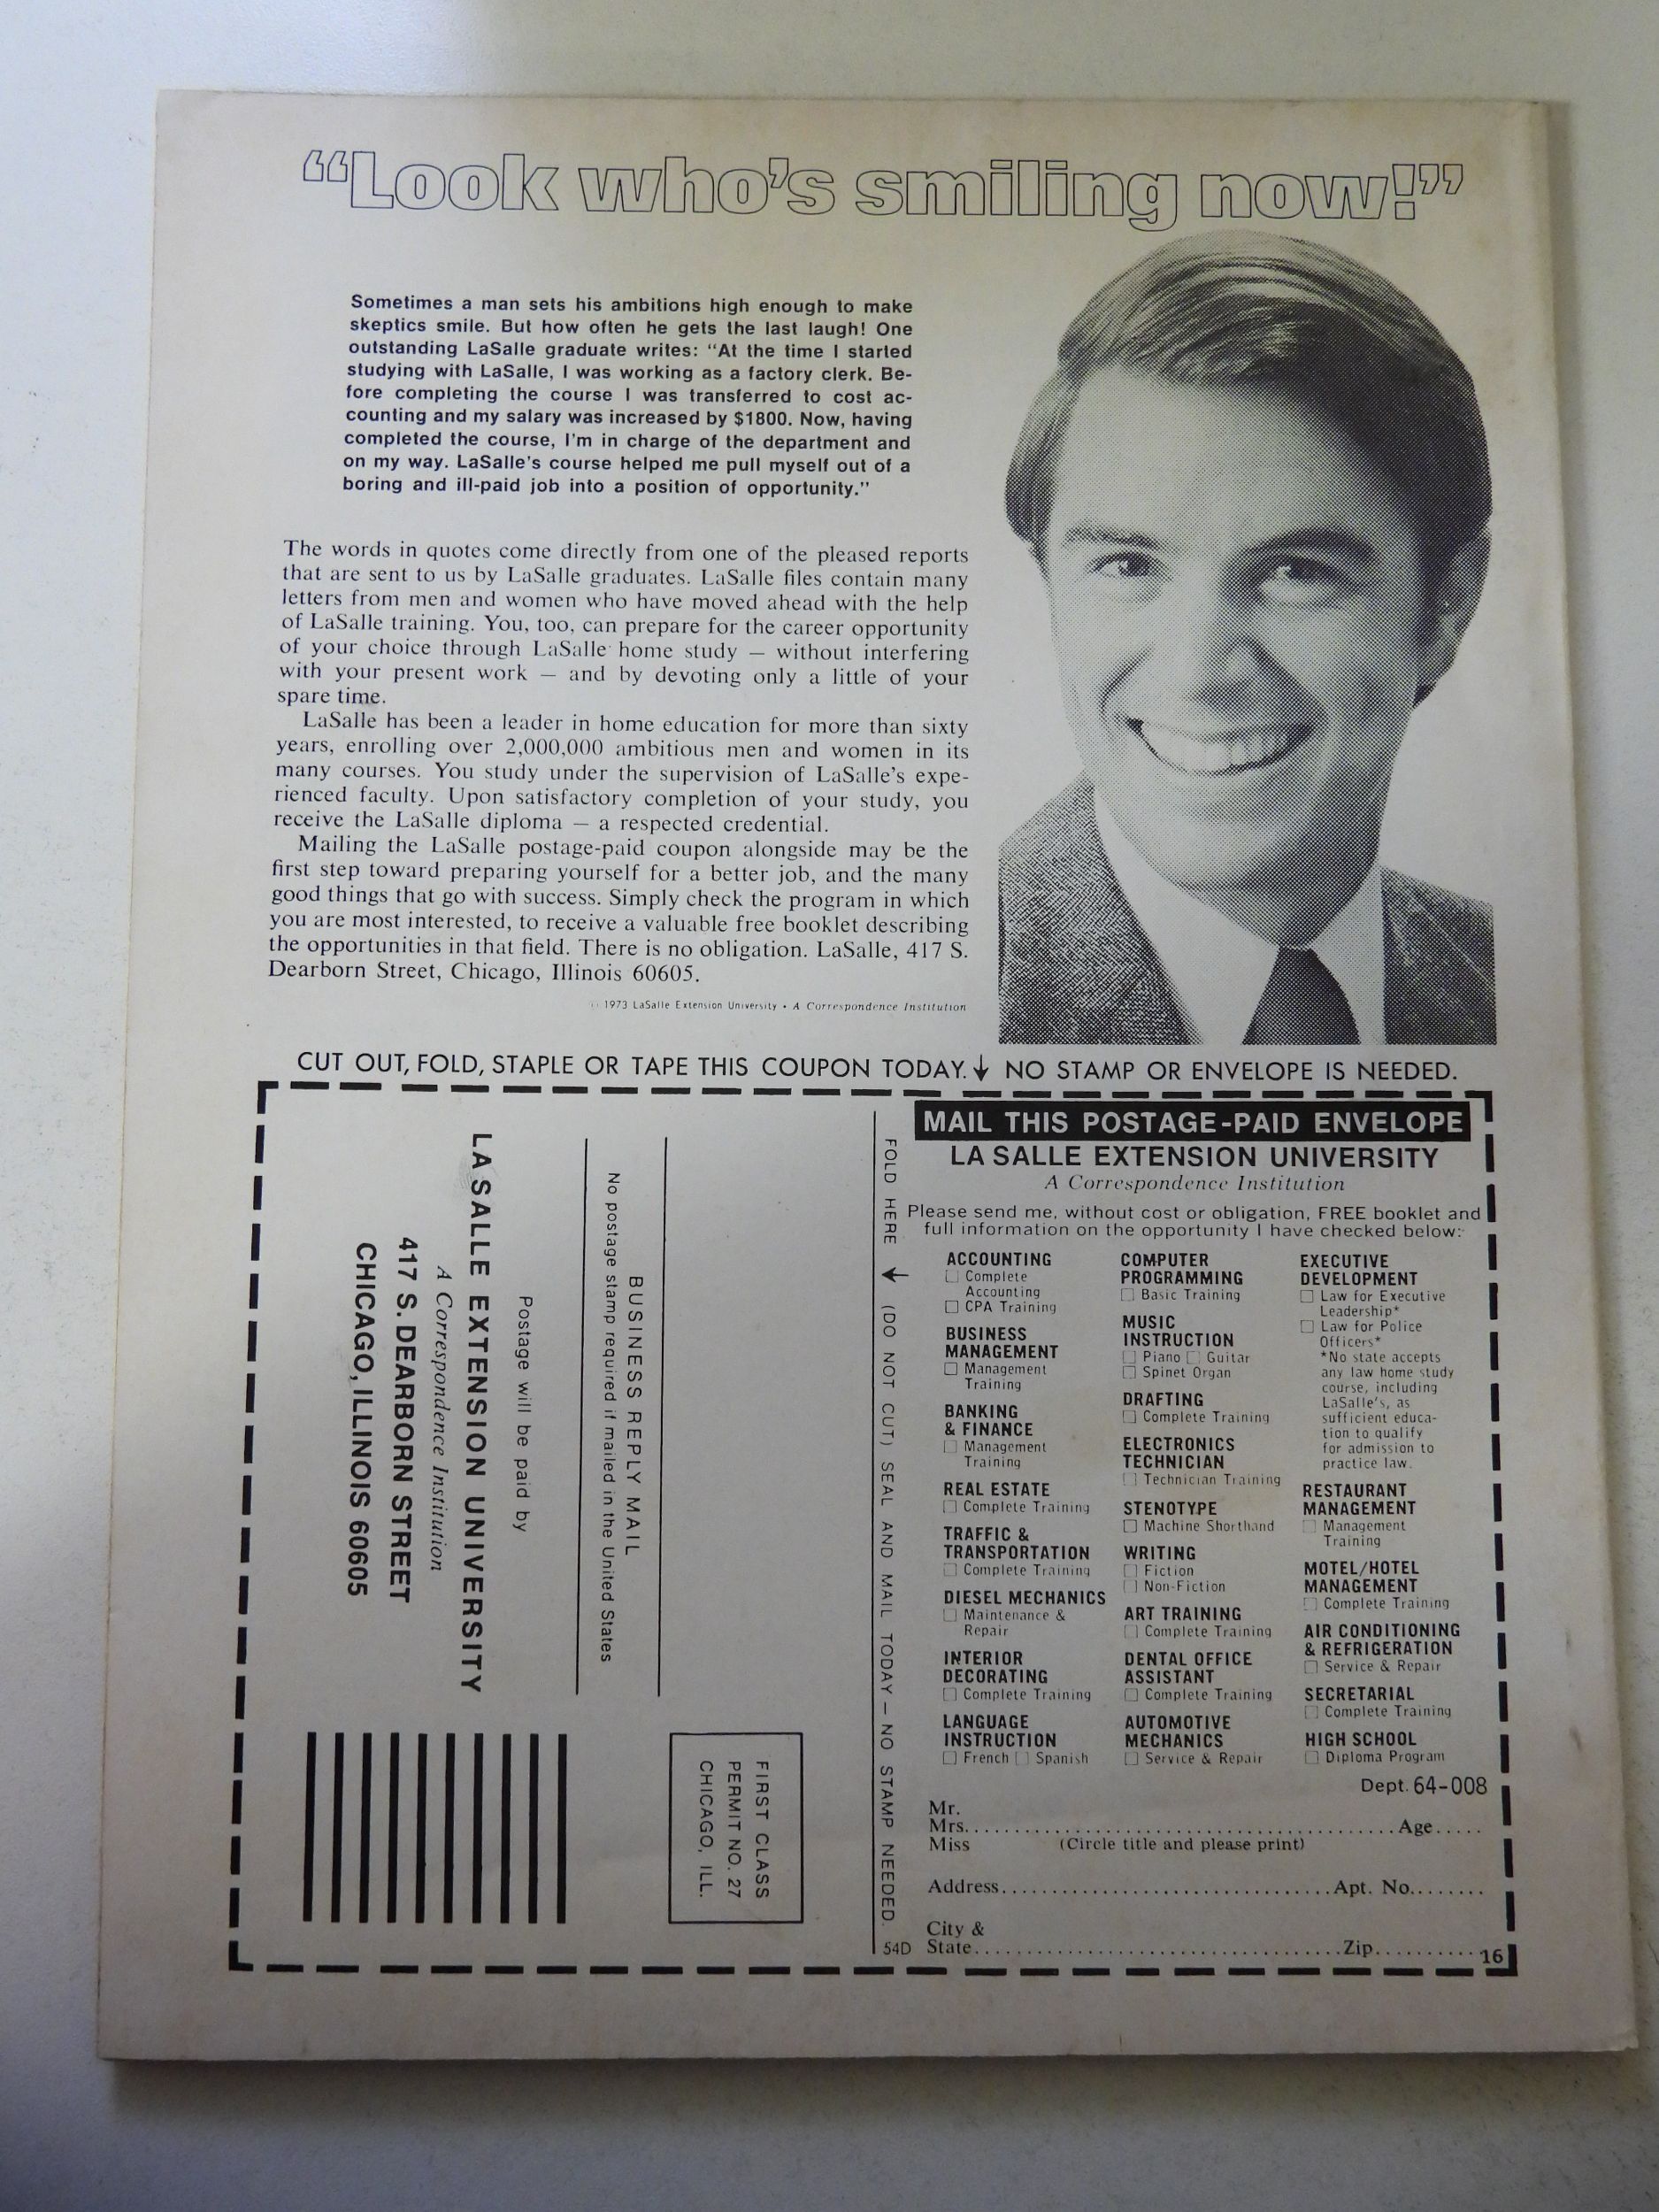 “Look who’s smiling now!”
Sometimes a man sets his ambitions high enough to make
skeptics smile. But how often he gets the last laugh! One
outstanding LaSalle graduate writes: “At the time I started
studying with LaSalle, I was working as a factory clerk. Be-
fore completing the course I was transferred to cost ac-
counting and my salary was increased by $1800. Now, having
completed the course, I’m in charge of the department and
on my way. LaSalle’s course helped me pull myself out of a
boring and ill-paid job into a position of opportunity.”
The words in quotes come directly from one of the pleased reports
that are sent to us by LaSalle graduates. LaSalle files contain many
letters from men and women who have moved ahead with the help
of LaSalle training. You, too, can prepare for the career opportunity
of your choice through LaSalle home study — without interfering
with your present work — and by devoting only a little of your
spare time.
LaSalle has been a leader in home education for more than sixty
years, enrolling over 2,000,000 ambitious men and women in its
many courses. You study under the supervision of LaSalle’s expe-
rienced faculty. Upon satisfactory completion of your study, you
receive the LaSalle diploma — a respected credential.
Mailing the LaSalle postage-paid coupon alongside may be the
first step toward preparing yourself for a better job, and the many
good things that go with success. Simply check the program in which
you are most interested, to receive a valuable free booklet describing
the opportunities in that field. There is no obligation. LaSalle, 417 S.
Dearborn Street, Chicago, Illinois 60605.
1973 LaSalle Extension University • A Correspondence Institution
CUT OUT, FOLD, STAPLE OR TAPE THIS COUPON TODAY. ↓ NO STAMP OR ENVELOPE IS NEEDED.
FIRST CLASS
PERMIT NO. 27
CHICAGO, ILL.
BUSINESS REPLY MAIL
No postage stamp required if mailed in the United States
Postage will be paid by
LA SALLE EXTENSION UNIVERSITY
A Correspondence Institution
417 S. DEARBORN STREET
CHICAGO, ILLINOIS 60605
FOLD HERE ↓ (DO NOT CUT) SEAL AND MAIL TODAY — NO STAMP NEEDED.
54D
MAIL THIS POSTAGE-PAID ENVELOPE
LA SALLE EXTENSION UNIVERSITY
A Correspondence Institution
Please send me, without cost or obligation, FREE booklet and
full information on the opportunity I have checked below:
ACCOUNTING
☐ Complete
Accounting
☐ CPA Training
BUSINESS
MANAGEMENT
☐ Management
Training
BANKING
& FINANCE
☐ Management
Training
REAL ESTATE
☐ Complete Training
TRAFFIC &
TRANSPORTATION
☐ Complete Training
DIESEL MECHANICS
☐ Maintenance &
Repair
INTERIOR
DECORATING
☐ Complete Training
LANGUAGE
INSTRUCTION
☐ French ☐ Spanish
COMPUTER
PROGRAMMING
☐ Basic Training
MUSIC
INSTRUCTION
☐ Piano ☐ Guitar
☐ Spinet Organ
DRAFTING
☐ Complete Training
ELECTRONICS
TECHNICIAN
☐ Technician Training
STENOTYPE
☐ Machine Shorthand
WRITING
☐ Fiction
☐ Non-Fiction
ART TRAINING
☐ Complete Training
DENTAL OFFICE
ASSISTANT
☐ Complete Training
AUTOMOTIVE
MECHANICS
☐ Service & Repair
EXECUTIVE
DEVELOPMENT
☐ Law for Executive
Leadership*
☐ Law for Police
Officers*
*No state accepts
any law home study
course, including
LaSalle’s, as
sufficient educa-
tion to qualify
for admission to
practice law.
RESTAURANT
MANAGEMENT
☐ Management
Training
MOTEL/HOTEL
MANAGEMENT
☐ Complete Training
AIR CONDITIONING
& REFRIGERATION
☐ Service & Repair
SECRETARIAL
☐ Complete Training
HIGH SCHOOL
☐ Diploma Program
Dept. 64-008
Mr.
Mrs. Age
Miss (Circle title and please print)
Address Apt. No.
City &
State Zip
16